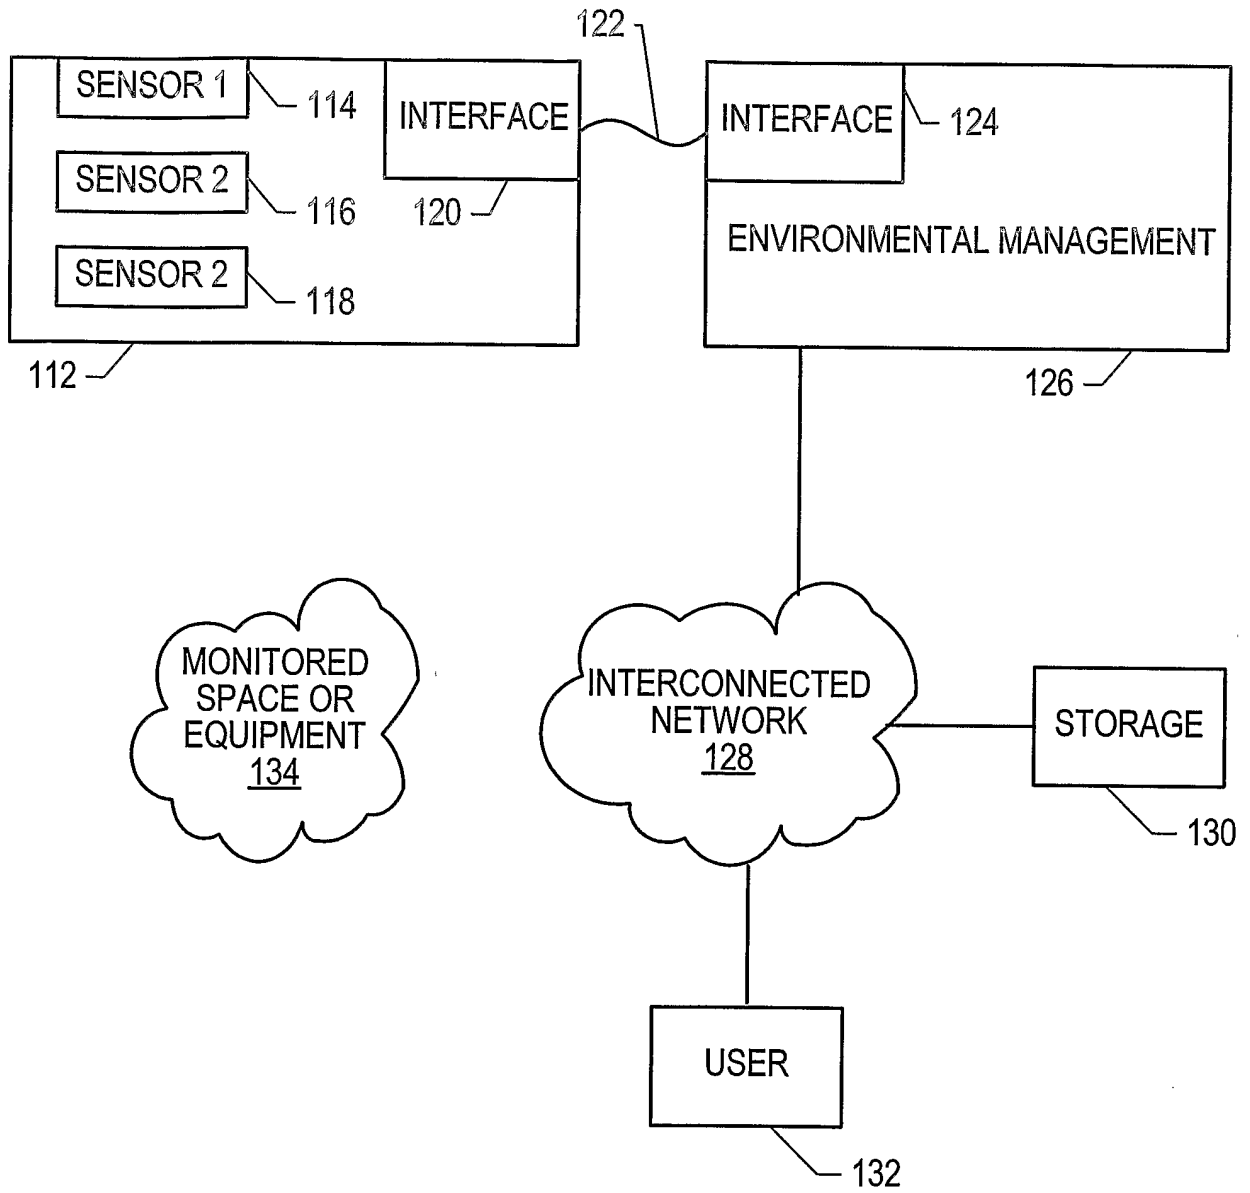 122
SENSOR 1
114
INTERFACE
INTERFACE
124
SENSOR 2
116
120
ENVIRONMENTAL MANAGEMENT
SENSOR 2
118
112
126
MONITORED
SPACE OR
EQUIPMENT
134
INTERCONNECTED
NETWORK
128
STORAGE
130
USER
132